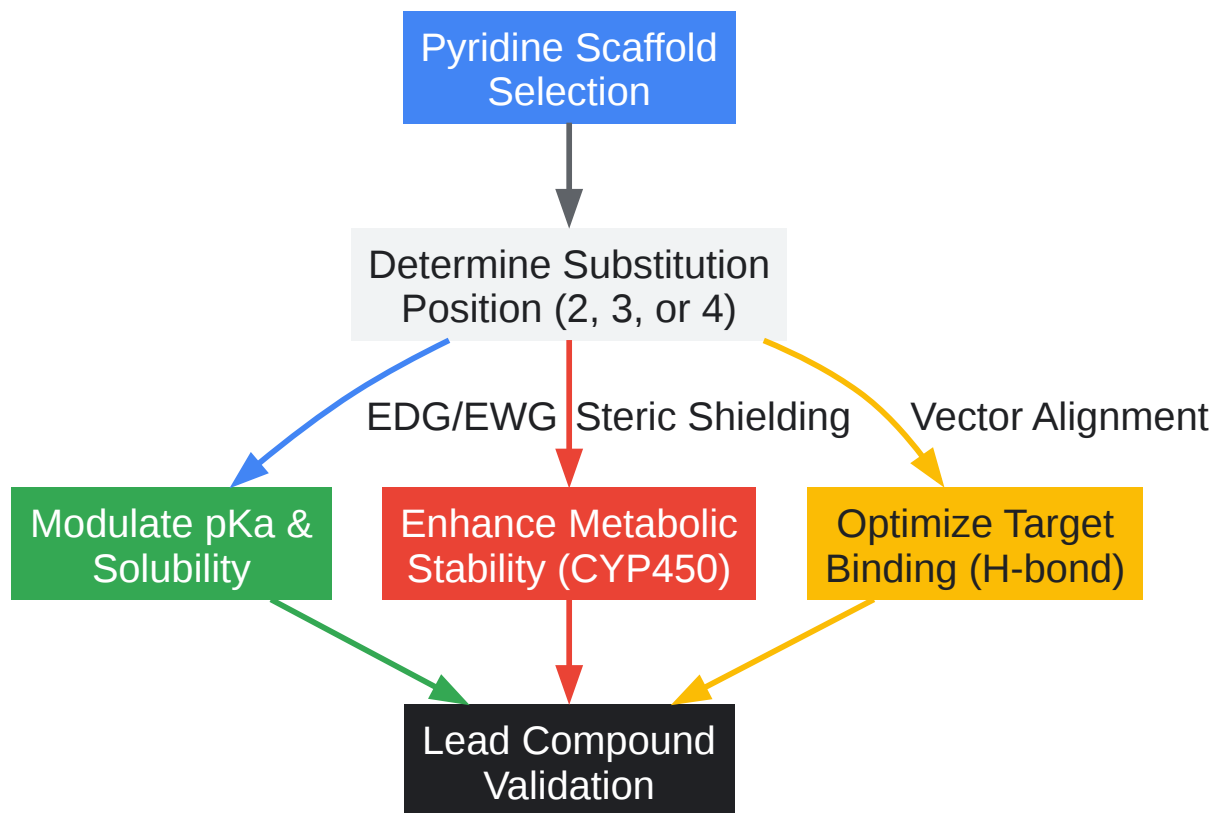 Pyridine Scaffold
Selection
Determine Substitution
Position (2, 3, or 4)
EDG/EWG
Steric Shielding
Vector Alignment
Modulate pKa &
Solubility
Enhance Metabolic
Stability (CYP450)
Optimize Target
Binding (H-bond)
Lead Compound
Validation